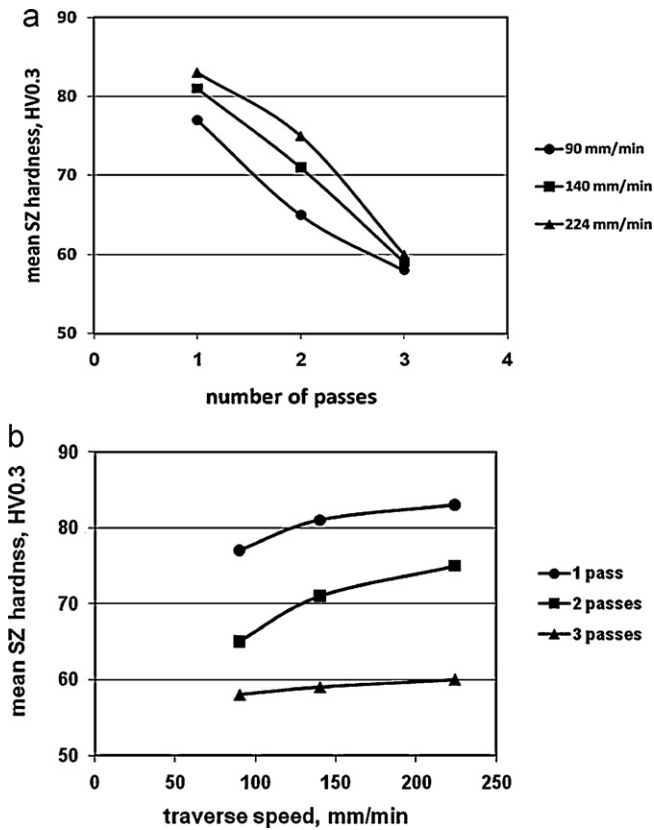 a
90
80
70
60
50
mean SZ hardness, HV0.3
0 1 2 3 4
number of passes
90 mm/min
140 mm/min
224 mm/min
b
90
80
70
60
50
mean SZ hardnss, HV0.3
0 50 100 150 200 250
traverse speed, mm/min
1 pass
2 passes
3 passes